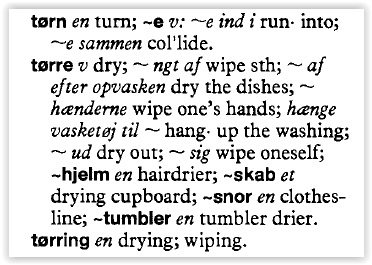 tørn en turn; ~e v: ~e ind i run· into;
~e sammen col'lide.
tørre v dry; ~ ngt af wipe sth; ~ af
efter opvasken dry the dishes; ~
hænderne wipe one's hands; hænge
vasketøj til ~ hang· up the washing;
~ ud dry out; ~ sig wipe oneself;
~hjelm en hairdrier; ~skab et
drying cupboard; ~snor en clothes-
line; ~tumbler en tumbler drier.
tørring en drying; wiping.